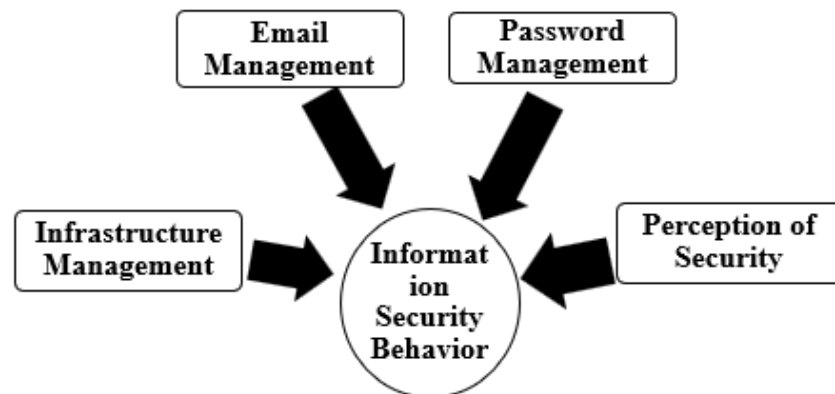 Email
Management
Password
Management
Infrastructure
Management
Perception of
Security
Informat
ion
Security
Behavior